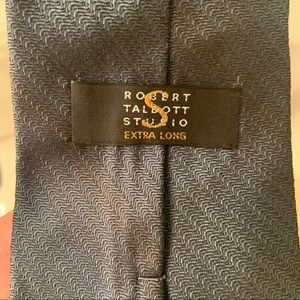 ROBERT
TALBOTT
STUDIO
S
EXTRA LONG